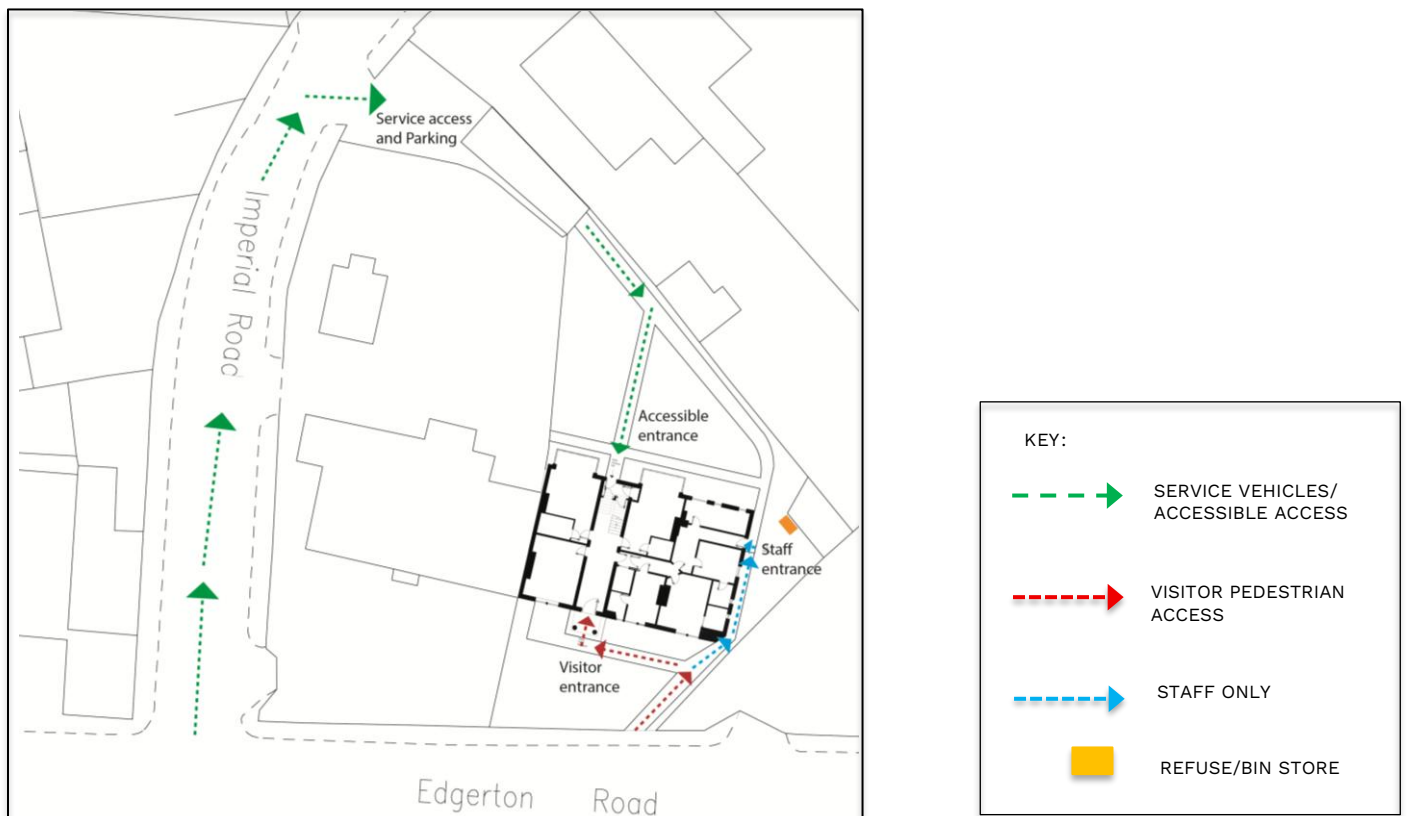 Service access
and Parking
Imperial Road
Accessible
entrance
Staff
entrance
Visitor
entrance
Edgerton Road
KEY:
SERVICE VEHICLES/
ACCESSIBLE ACCESS
VISITOR PEDESTRIAN
ACCESS
STAFF ONLY
REFUSE/BIN STORE